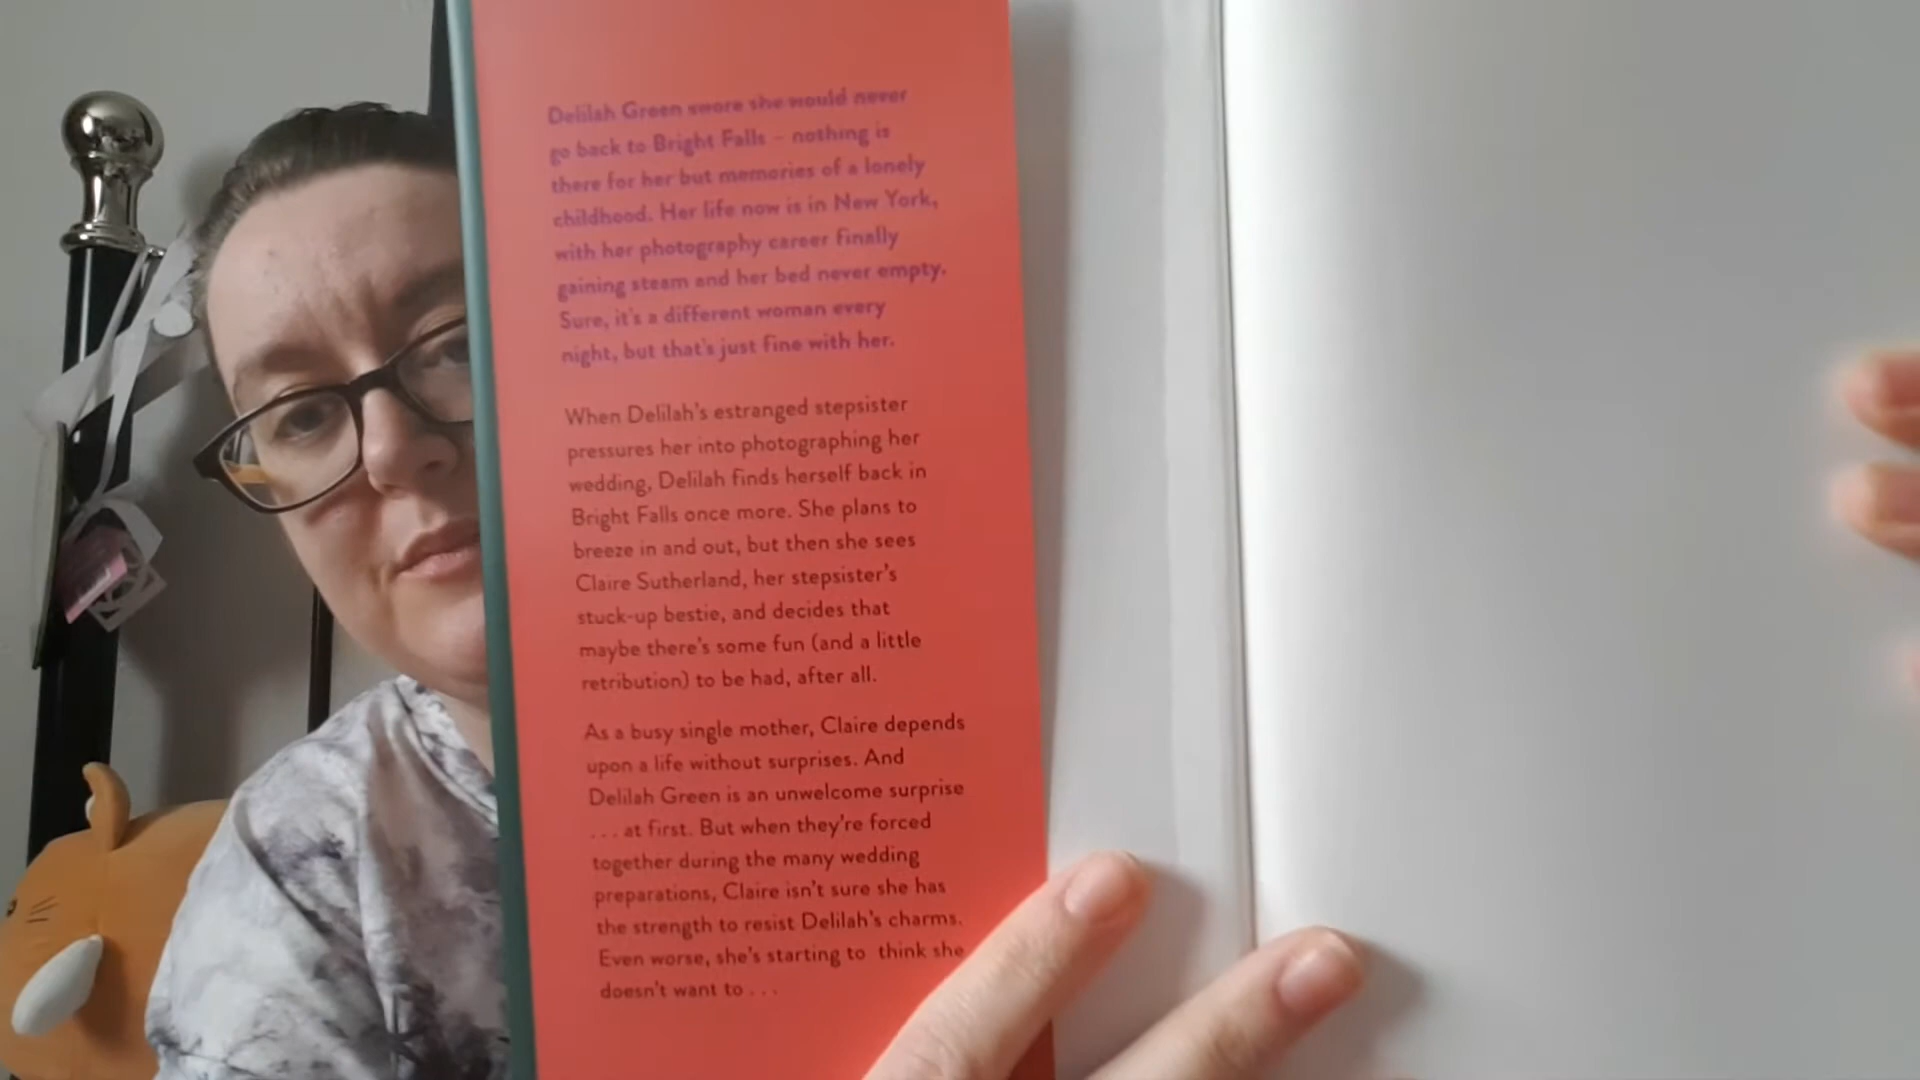 Delilah Green swore she would never
go back to Bright Falls – nothing is
there for her but memories of a lonely
childhood. Her life now is in New York,
with her photography career finally
gaining steam and her bed never empty.
Sure, it's a different woman every
night, but that's just fine with her.
When Delilah's estranged stepsister
pressures her into photographing her
wedding, Delilah finds herself back in
Bright Falls once more. She plans to
breeze in and out, but then she sees
Claire Sutherland, her stepsister's
stuck-up bestie, and decides that
maybe there's some fun (and a little
retribution) to be had, after all.
As a busy single mother, Claire depends
upon a life without surprises. And
Delilah Green is an unwelcome surprise
. . . at first. But when they're forced
together during the many wedding
preparations, Claire isn't sure she has
the strength to resist Delilah's charms.
Even worse, she's starting to think she
doesn't want to . . .